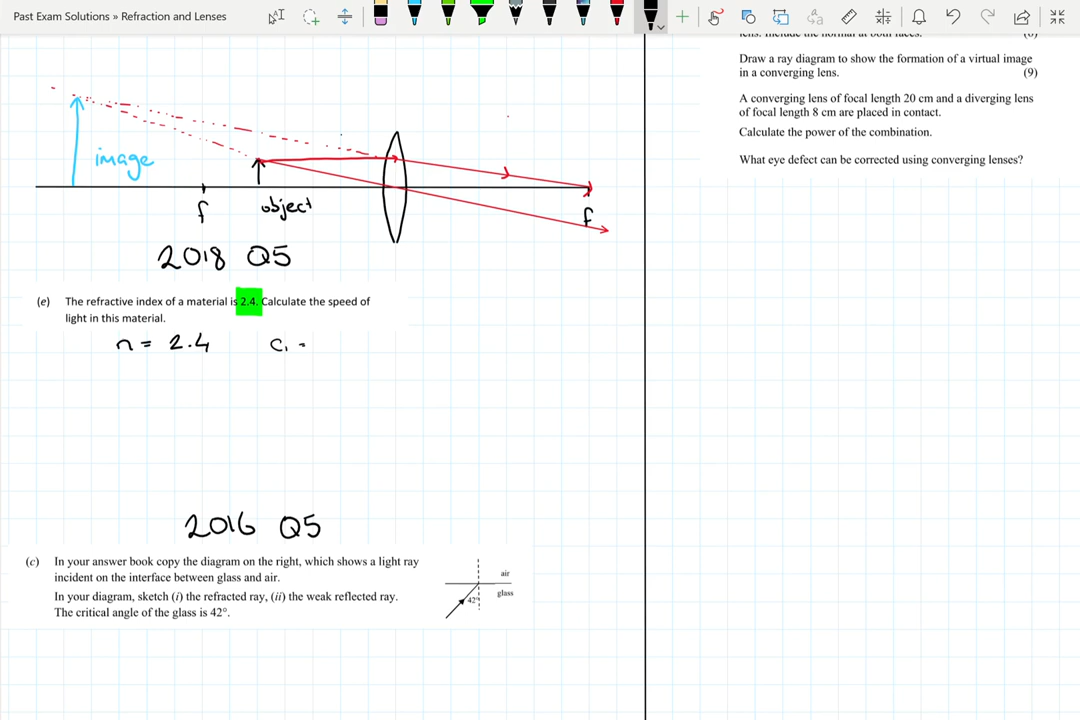 Past Exam Solutions » Refraction and Lenses
Draw a ray diagram to show the formation of a virtual image
in a converging lens. (9)
A converging lens of focal length 20 cm and a diverging lens
of focal length 8 cm are placed in contact.
Calculate the power of the combination.
What eye defect can be corrected using converging lenses?
image
f
object
f
2018 Q5
(e) The refractive index of a material is 2.4. Calculate the speed of
light in this material.
n = 2.4 C1 =
2016 Q5
(c) In your answer book copy the diagram on the right, which shows a light ray
incident on the interface between glass and air.
In your diagram, sketch (i) the refracted ray, (ii) the weak reflected ray.
The critical angle of the glass is 42°.
air
glass
42°